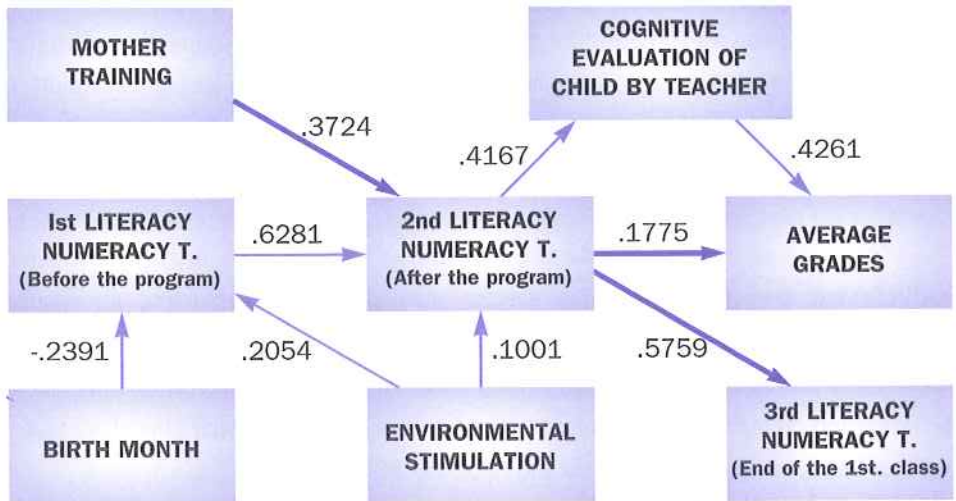 MOTHER
TRAINING
COGNITIVE
EVALUATION OF
CHILD BY TEACHER
.3724
.4167
.4261
Ist LITERACY
NUMERACY T.
(Before the program)
.6281
2nd LITERACY
NUMERACY T.
(After the program)
.1775
AVERAGE
GRADES
-.2391
.2054
.1001
.5759
BIRTH MONTH
ENVIRONMENTAL
STIMULATION
3rd LITERACY
NUMERACY T.
(End of the 1st. class)